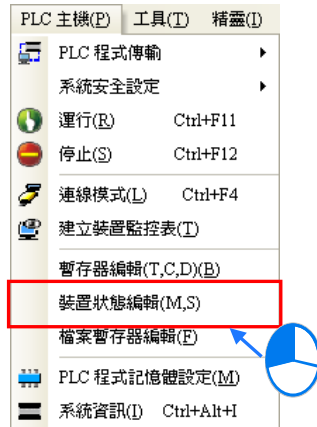 PLC 主機(P) 工具(T) 精靈(I)
PLC 程式傳輸
系統安全設定
運行(R) Ctrl+F11
停止(S) Ctrl+F12
連線模式(L) Ctrl+F4
建立裝置監控表(T)
暫存器編輯(T,C,D)(B)
裝置狀態編輯(M,S)
檔案暫存器編輯(F)
PLC 程式記憶體設定(M)
系統資訊(I) Ctrl+Alt+I